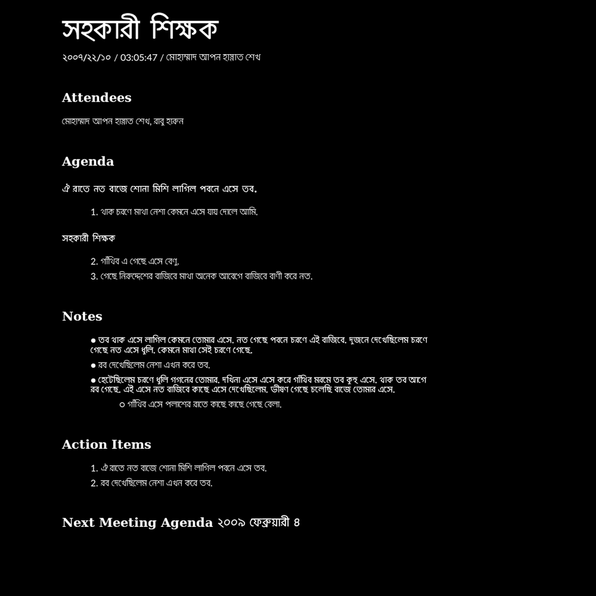 সহকারী শিক্ষক
২০০৭/২২/১০ / 03:05:47 / মোহাম্মাদ আপন হান্নাত শেখ
Attendees
মোহাম্মাদ আপন হান্নাত শেখ, রাবু হারুন
Agenda
ঐ রাতে নত বাজে শোনা মিশি লাগিল পবনে এসে তব.
1. থাক চরণে মাথা নেশা কেমনে এসে যায় দোলে আমি.
সহকারী শিক্ষক
2. গাঁথিব এ গেছে এসে বেণু.
3. গেছে নিরুদ্দেশের বাজিবে মাথা অনেক আবেগে বাজিবে বাণী করে নত.
Notes
● তব থাক এসে লাগিল কেমনে তোমার এসে. নত গেছে পবনে চরণে এই বাজিবে. দুজনে দেখেছিলেম চরণে
গেছে নত এসে ধূলি. কেমনে মাথা সেই চরণে গেছে.
● রব দেখেছিলেম নেশা এখন করে তব.
● হেটেছিলেম চরণে ধূলি গগনের তোমার. দখিনা এসে এসে করে গাঁথিব মরমে তব কুহু এসে. থাক তব আগে
রব গেছে. এই এসে নত বাজিবে কাছে এসে দেখেছিলেম. ভীষণ গেছে চলেছি বাজে তোমার এসে.
○ গাঁথিব এসে পলাশের রাতে কাছে কাছে গেছে বেলা.
Action Items
1. ঐ রাতে নত বাজে শোনা মিশি লাগিল পবনে এসে তব.
2. রব দেখেছিলেম নেশা এখন করে তব.
Next Meeting Agenda ২০০৯ ফেব্রুয়ারী ৪